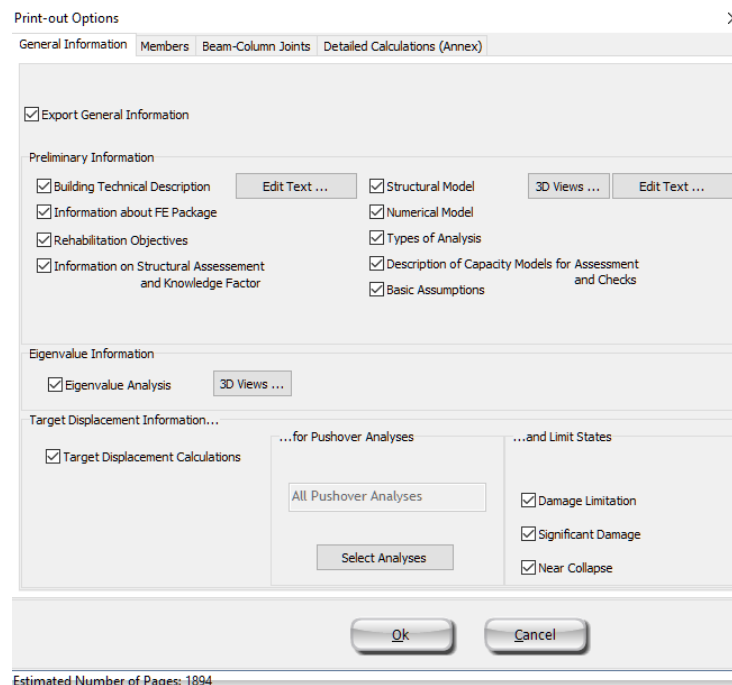 Print-out Options
General Information Members Beam-Column Joints Detailed Calculations (Annex)
Export General Information
Preliminary Information
Building Technical Description Edit Text ... Structural Model 3D Views ... Edit Text ...
Information about FE Package Numerical Model
Rehabilitation Objectives Types of Analysis
Information on Structural Assessement Description of Capacity Models for Assessment
and Knowledge Factor and Checks
Basic Assumptions
Eigenvalue Information
Eigenvalue Analysis 3D Views ...
Target Displacement Information...
...for Pushover Analyses ...and Limit States
Target Displacement Calculations
All Pushover Analyses Damage Limitation
Significant Damage
Select Analyses
Near Collapse
Ok Cancel
Estimated Number of Pages: 1894